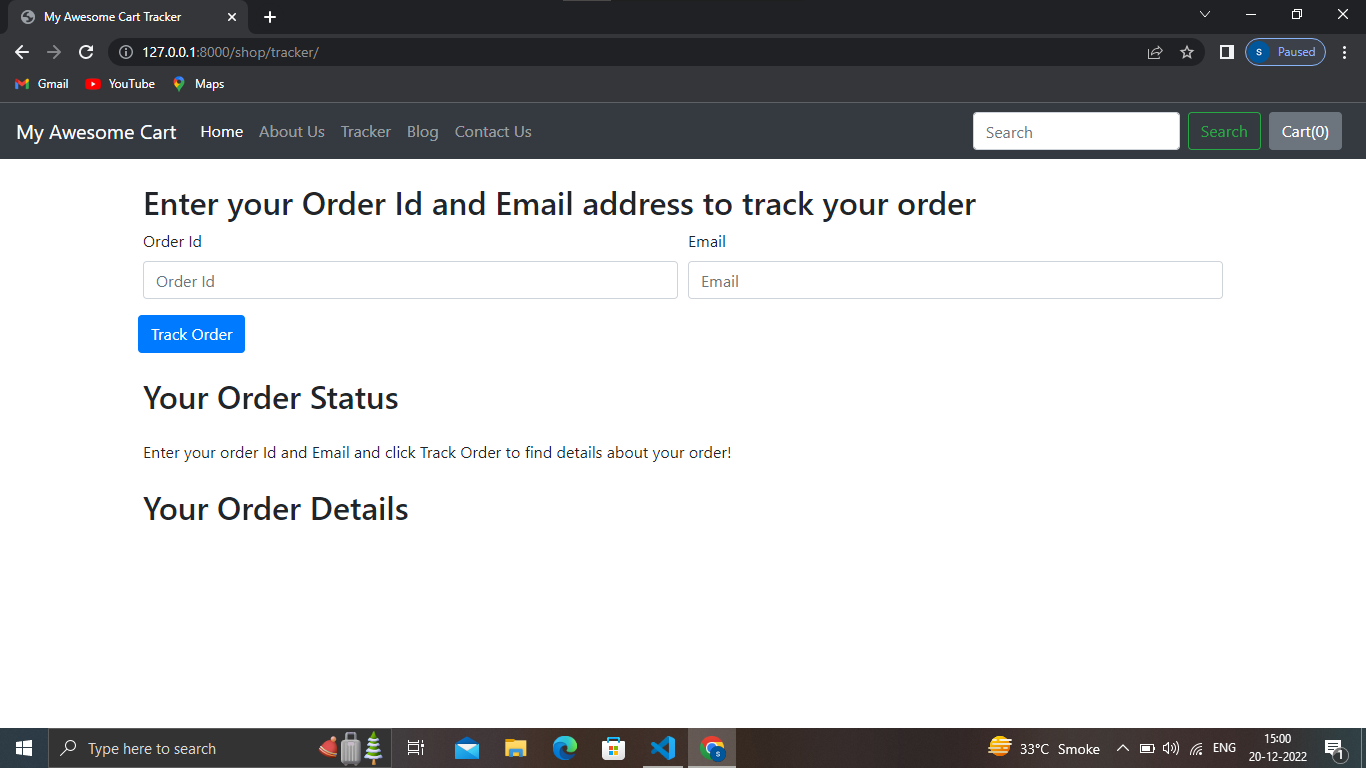 My Awesome Cart Tracker
127.0.0.1:8000/shop/tracker/
S Paused
Gmail YouTube Maps
My Awesome Cart Home About Us Tracker Blog Contact Us Search Search Cart(0)
Enter your Order Id and Email address to track your order
Order Id Email
Order Id Email
Track Order
Your Order Status
Enter your order Id and Email and click Track Order to find details about your order!
Your Order Details
Type here to search
S
33°C Smoke
ENG
15:00
20-12-2022
1